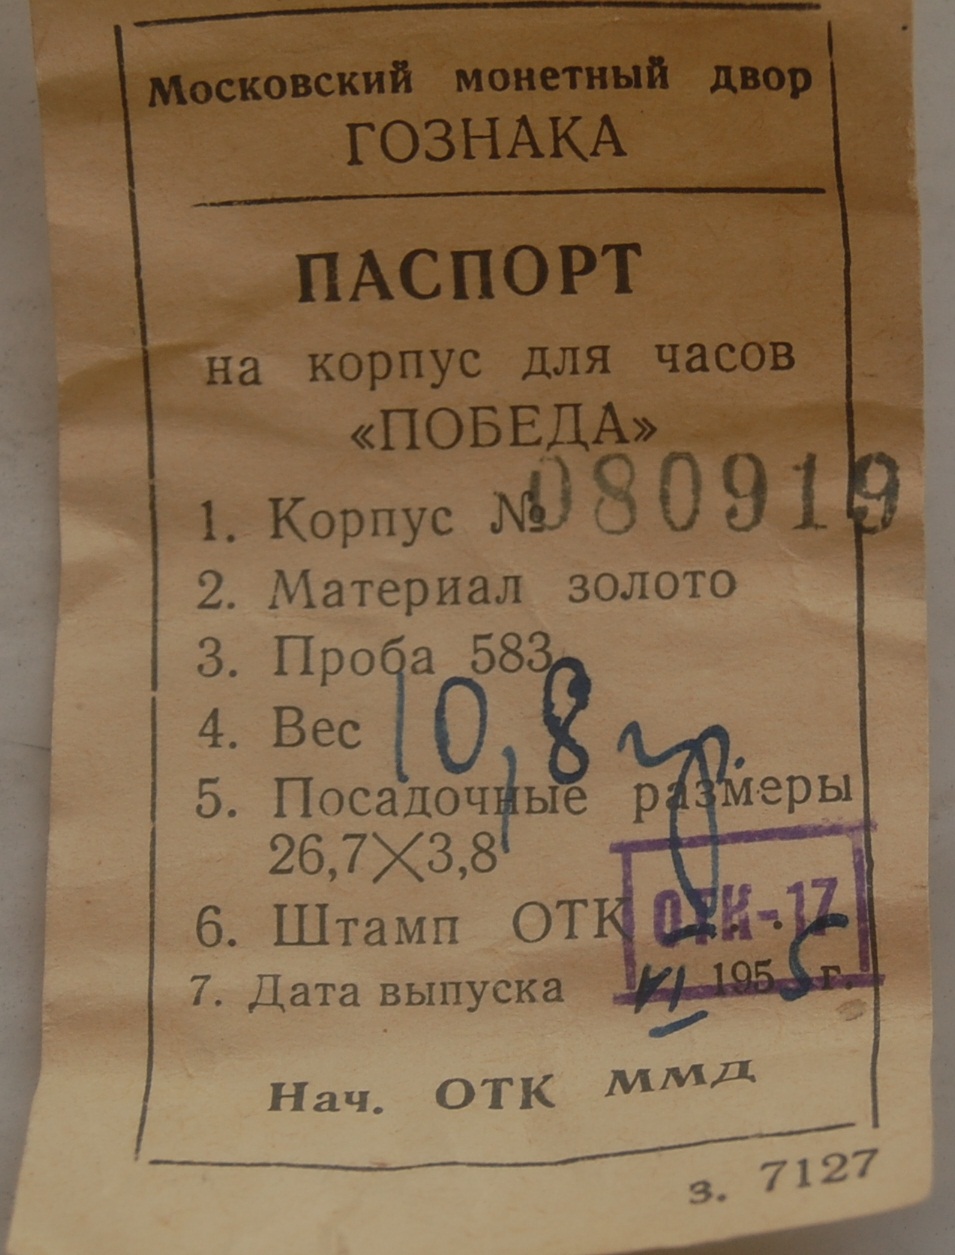 Московский монетный двор
ГОЗНАКА
ПАСПОРТ
на корпус для часов
«ПОБЕДА»
1. Корпус № 080919
2. Материал золото
3. Проба 583
4. Вес 10,8 гр.
5. Посадочные размеры
26,7×3,8
6. Штамп ОТК ОТК-17
7. Дата выпуска VI 1955 г.
Нач. ОТК ММД
з. 7127